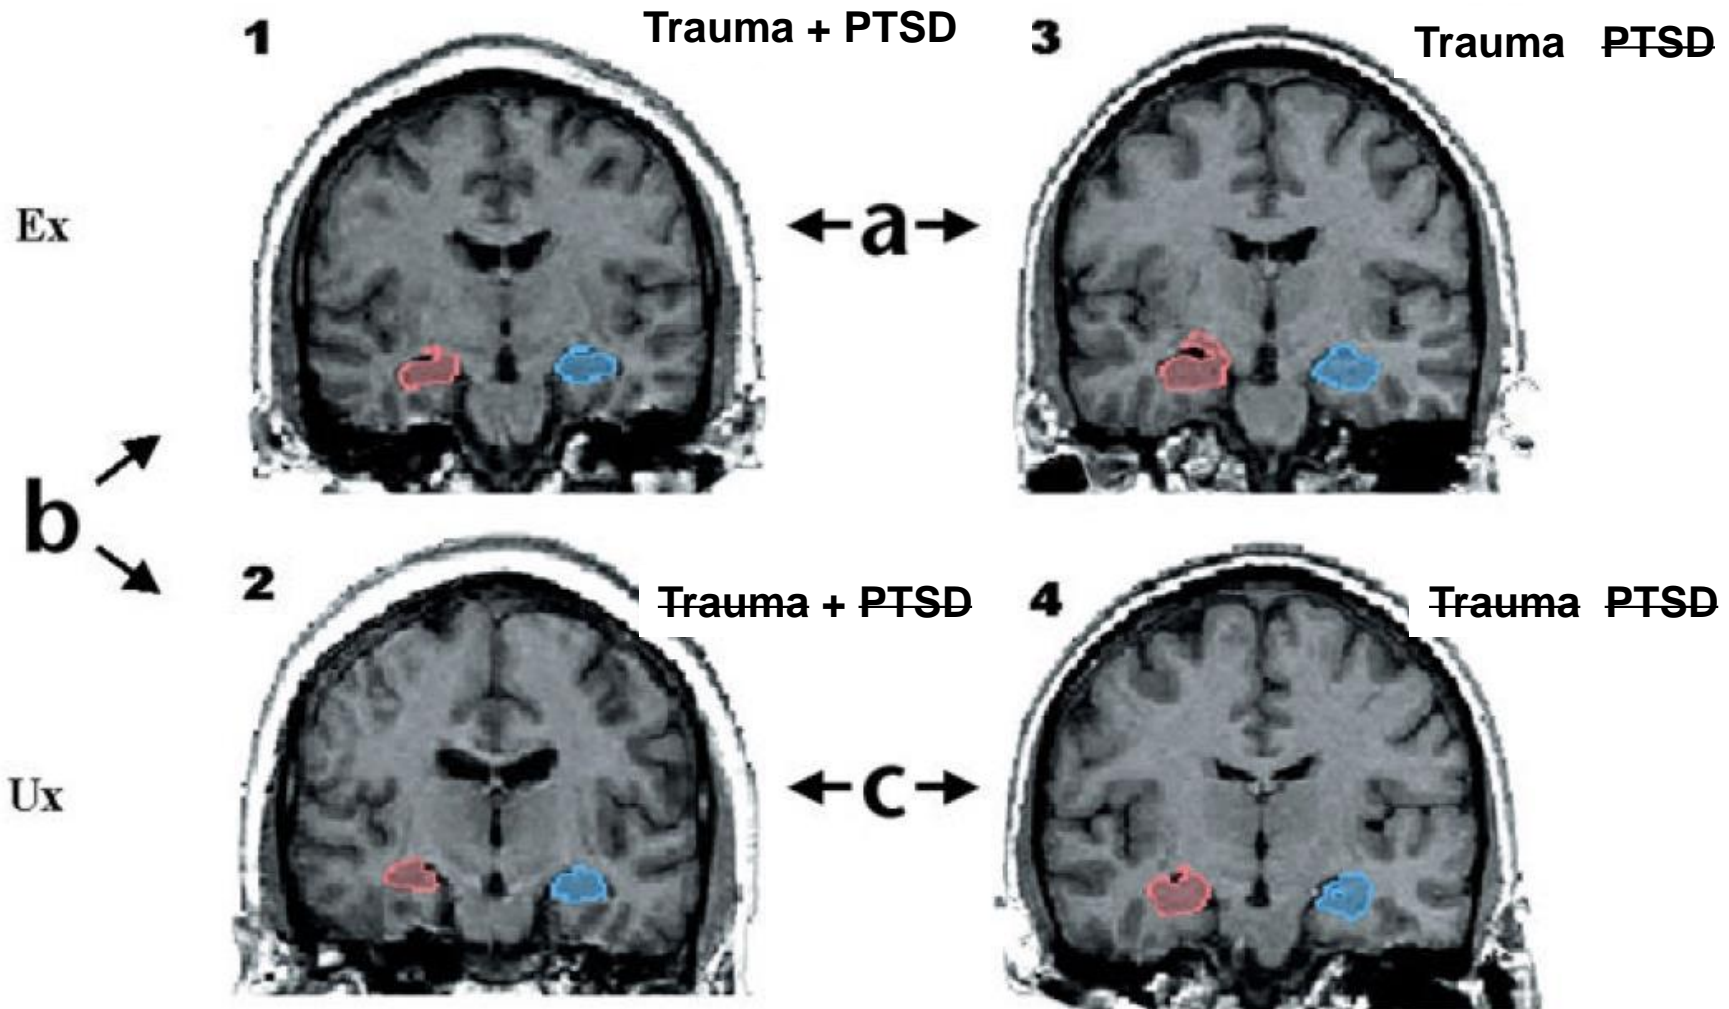 1 Trauma + PTSD 3 Trauma PTSD
Ex a
b
2 Trauma + PTSD 4 Trauma PTSD
Ux c